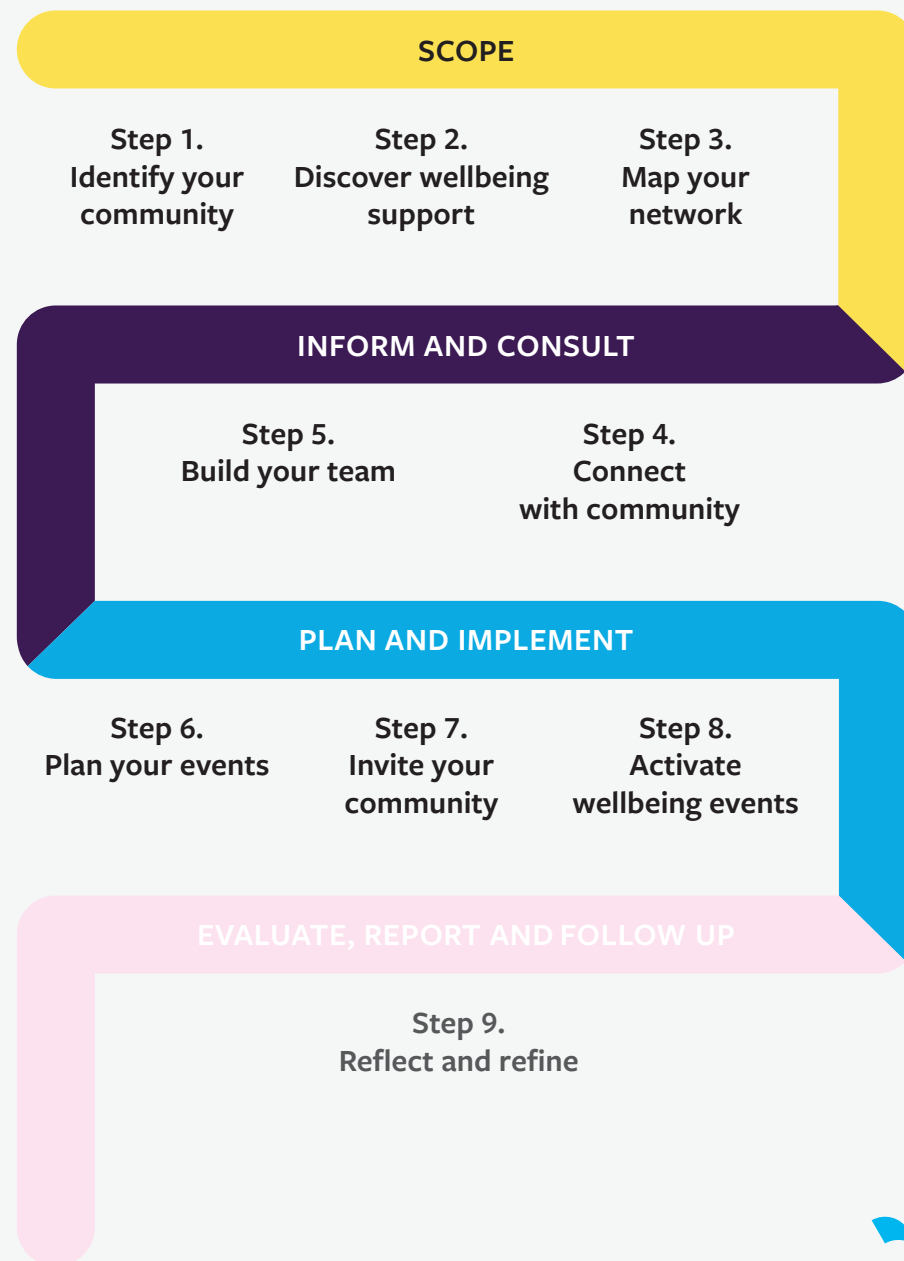 SCOPE
Step 1.
Identify your
community
Step 2.
Discover wellbeing
support
Step 3.
Map your
network
INFORM AND CONSULT
Step 5.
Build your team
Step 4.
Connect
with community
PLAN AND IMPLEMENT
Step 6.
Plan your events
Step 7.
Invite your
community
Step 8.
Activate
wellbeing events
EVALUATE, REPORT AND FOLLOW UP
Step 9.
Reflect and refine